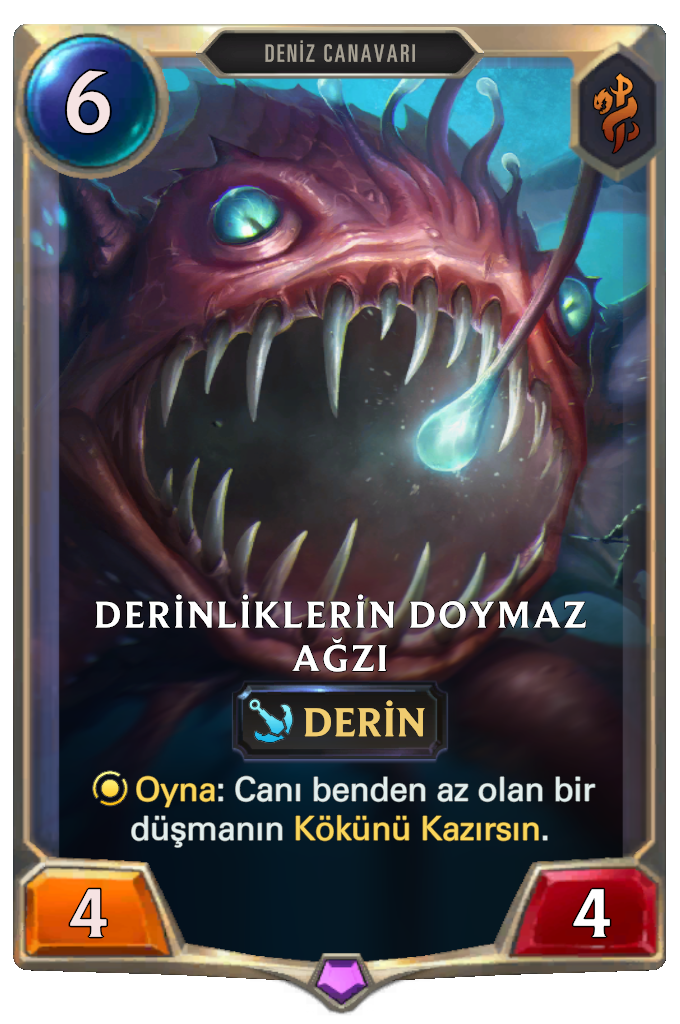 6
DENİZ CANAVARI
DERİNLİKLERİN DOYMAZ
AĞZI
DERİN
Oyna: Canı benden az olan bir
düşmanın Kökünü Kazırsın.
4
4